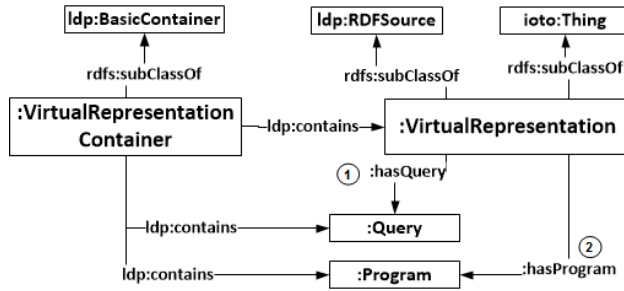 ldp:BasicContainer
ldp:RDFSource
ioto:Thing
rdfs:subClassOf
rdfs:subClassOf
rdfs:subClassOf
:VirtualRepresentation
Container
ldp:contains
:VirtualRepresentation
1
:hasQuery
ldp:contains
:Query
2
ldp:contains
:Program
:hasProgram